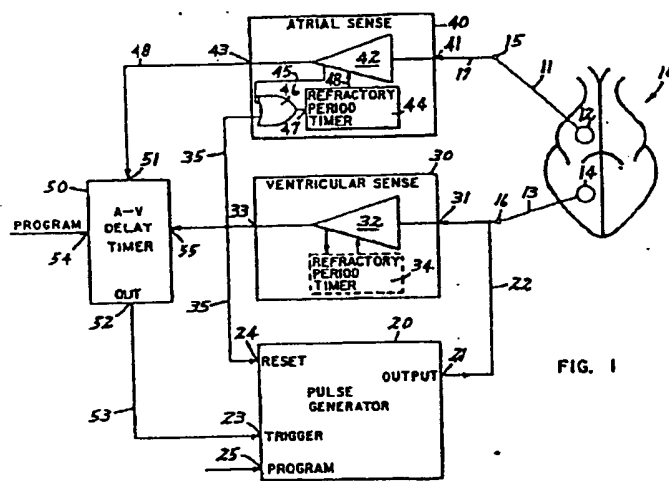 ATRIAL SENSE
40
48
43
42
41
15
17
11
10
45
46
48
REFRACTORY
PERIOD
TIMER
44
47
12
14
35
30
51
50
VENTRICULAR SENSE
A-V
DELAT
TIMER
PROGRAM
54
55
33
32
31
16
13
REFRACTORY
PERIOD
TIMER
34
22
OUT
52
35
24
20
21
RESET
OUTPUT
FIG. 1
PULSE
GENERATOR
53
23
TRIGGER
25
PROGRAM